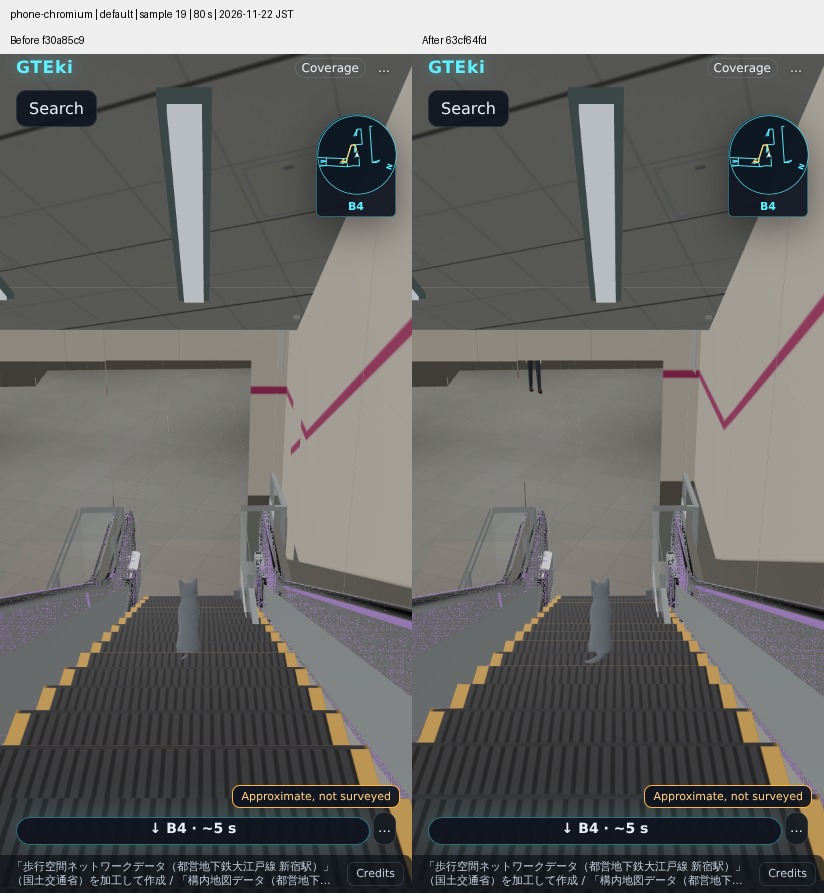 phone-chromium | default | sample 19 | 80 s | 2026-11-22 JST
Before f30a85c9
After 63cf64fd
GTEki
Coverage
...
Search
N
B4
Approximate, not surveyed
↓ B4 · ~5 s
...
「歩行空間ネットワークデータ（都営地下鉄大江戸線 新宿駅）」
（国土交通省）を加工して作成 / 「構内地図データ（都営地下…
Credits
GTEki
Coverage
...
Search
N
B4
Approximate, not surveyed
↓ B4 · ~5 s
...
「歩行空間ネットワークデータ（都営地下鉄大江戸線 新宿駅）」
（国土交通省）を加工して作成 / 「構内地図データ（都営地下…
Credits